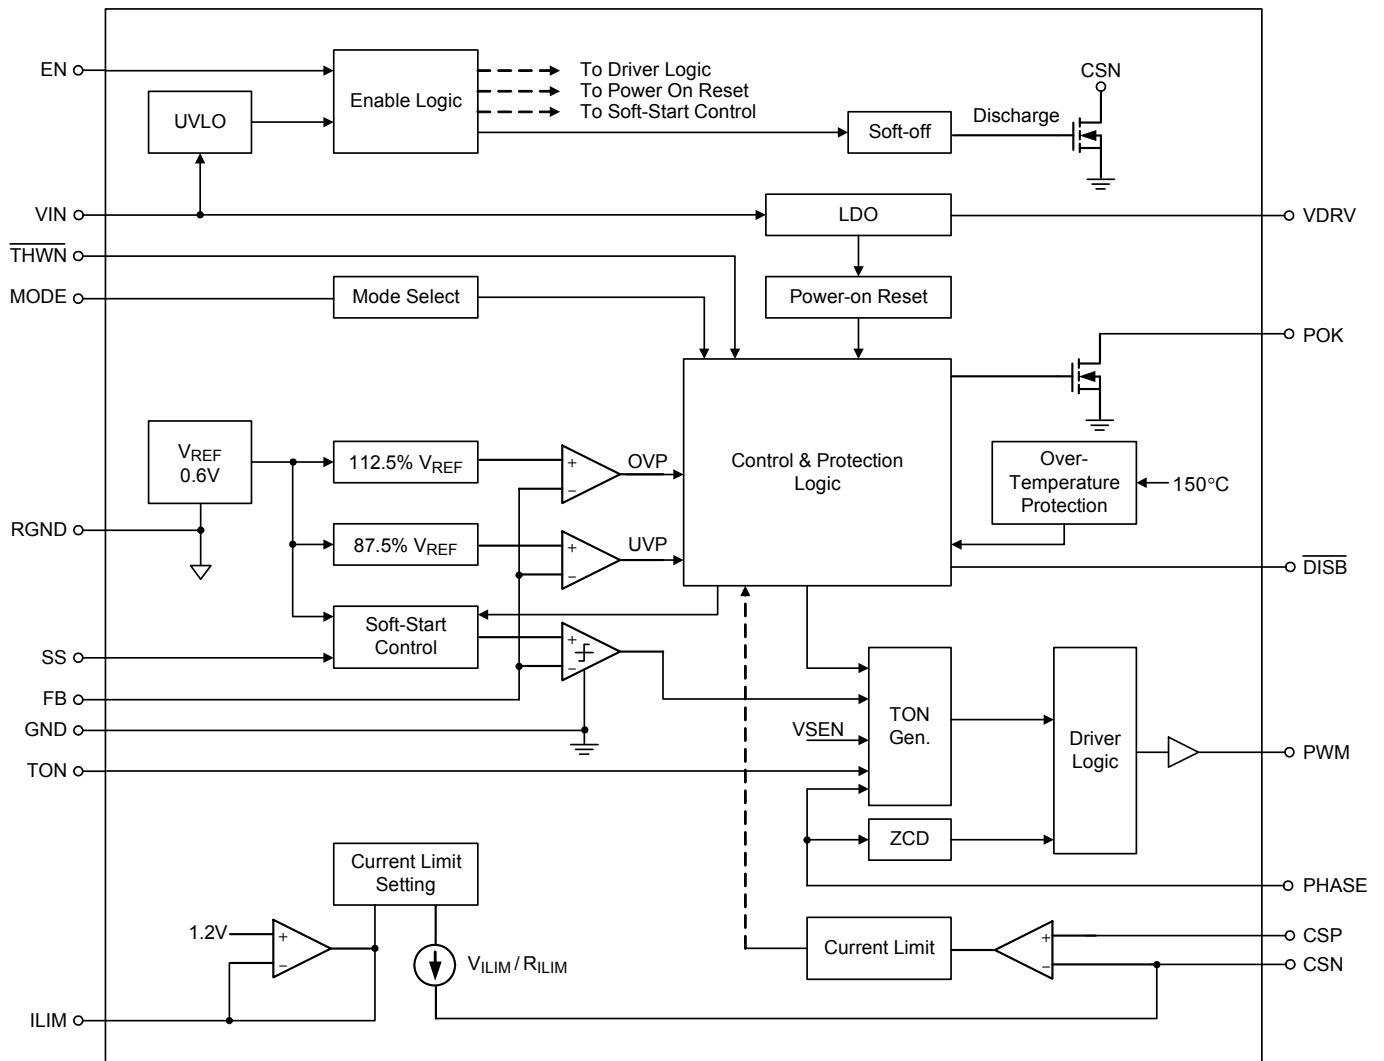 EN
UVLO
Enable Logic
To Driver Logic
To Power On Reset
To Soft-Start Control
Soft-off
Discharge
CSN
VIN
LDO
VDRV
THWN
MODE
Mode Select
Power-on Reset
POK
VREF
0.6V
112.5% VREF
+
−
OVP
Control & Protection
Logic
Over-
Temperature
Protection
150°C
RGND
87.5% VREF
+
−
UVP
DISB
Soft-Start
Control
+
−
SS
FB
GND
TON
VSEN
TON
Gen.
Driver
Logic
PWM
ZCD
PHASE
Current Limit
Setting
1.2V
+
−
VILIM / RILIM
Current Limit
+
−
CSP
CSN
ILIM